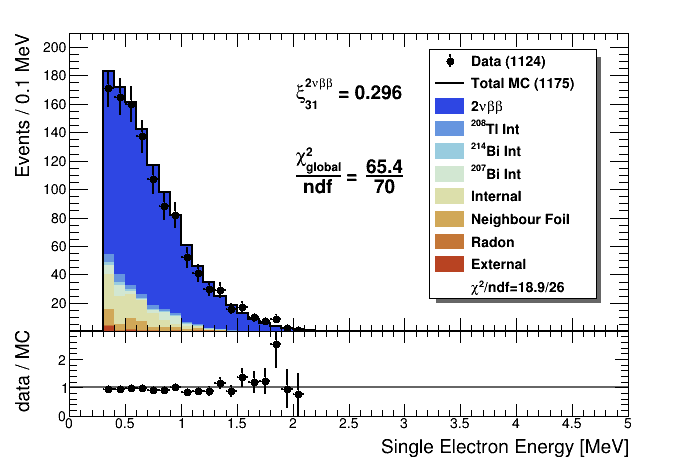 Events / 0.1 MeV
200
180
160
140
120
100
80
60
40
20
ξ₃₁²ᵛᵝᵝ = 0.296
χ²global / ndf = 65.4 / 70
Data (1124)
Total MC (1175)
2νββ
²⁰⁸Tl Int
²¹⁴Bi Int
²⁰⁷Bi Int
Internal
Neighbour Foil
Radon
External
χ²/ndf=18.9/26
data / MC
2
1
0
0 0.5 1 1.5 2 2.5 3 3.5 4 4.5 5
Single Electron Energy [MeV]